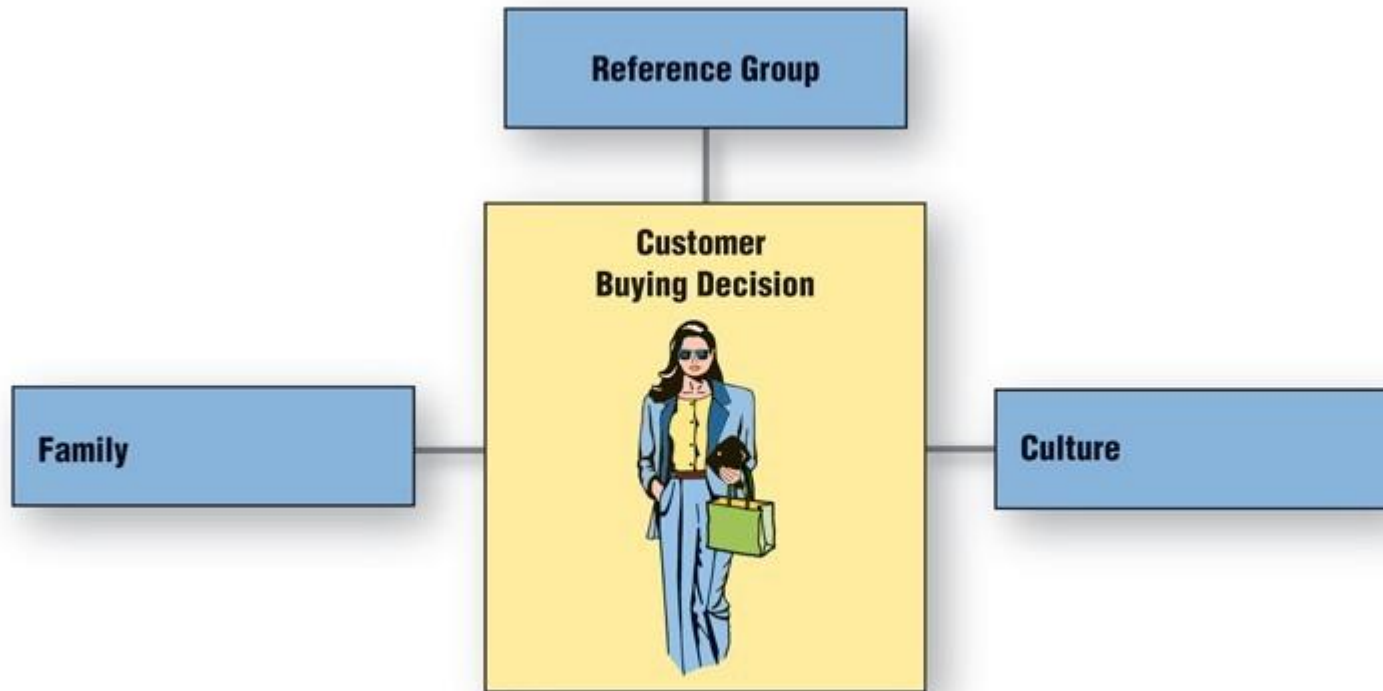 Reference Group
Customer
Buying Decision
Family
Culture